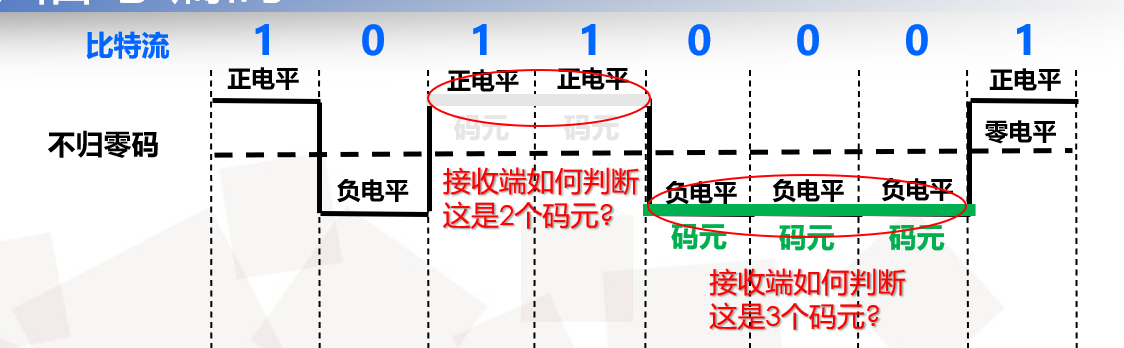 比特流 1 0 1 1 0 0 0 1
正电平 正电平 正电平 正电平
码元 码元
不归零码 零电平
负电平 负电平 负电平 负电平
接收端如何判断
这是2个码元?
码元 码元 码元
接收端如何判断
这是3个码元?